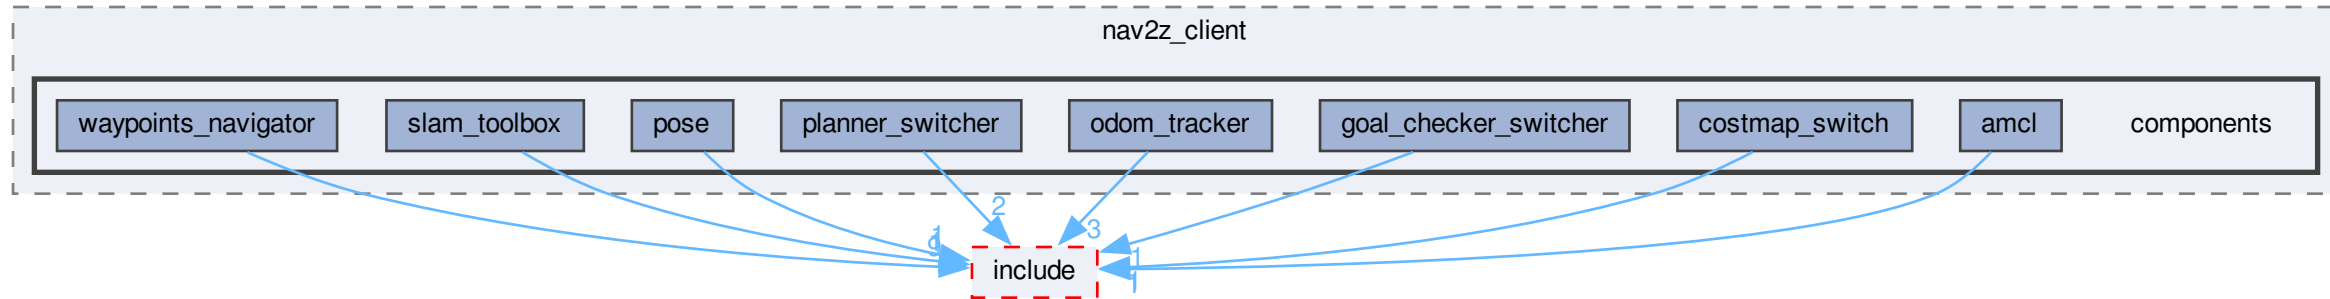 nav2z_client
waypoints_navigator
slam_toolbox
pose
planner_switcher
odom_tracker
goal_checker_switcher
costmap_switch
amcl
components
2
3
1
include